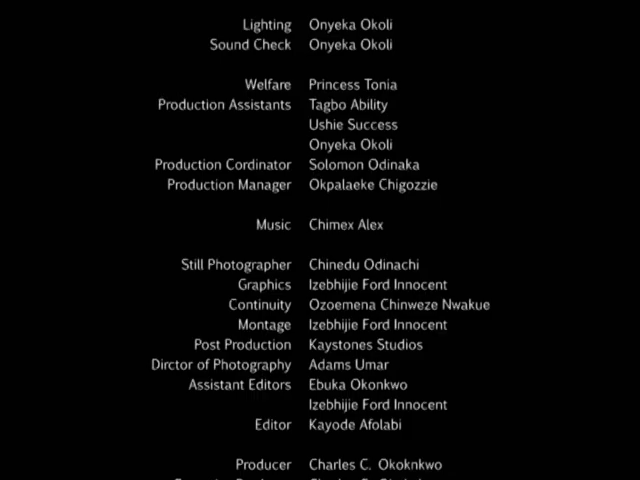 Lighting Onyeka Okoli
Sound Check Onyeka Okoli
Welfare Princess Tonia
Production Assistants Tagbo Ability
Ushie Success
Onyeka Okoli
Production Cordinator Solomon Odinaka
Production Manager Okpalaeke Chigozzie
Music Chimex Alex
Still Photographer Chinedu Odinachi
Graphics Izebhijie Ford Innocent
Continuity Ozoemena Chinweze Nwakue
Montage Izebhijie Ford Innocent
Post Production Kaystones Studios
Dirctor of Photography Adams Umar
Assistant Editors Ebuka Okonkwo
Izebhijie Ford Innocent
Editor Kayode Afolabi
Producer Charles C. Okoknkwo